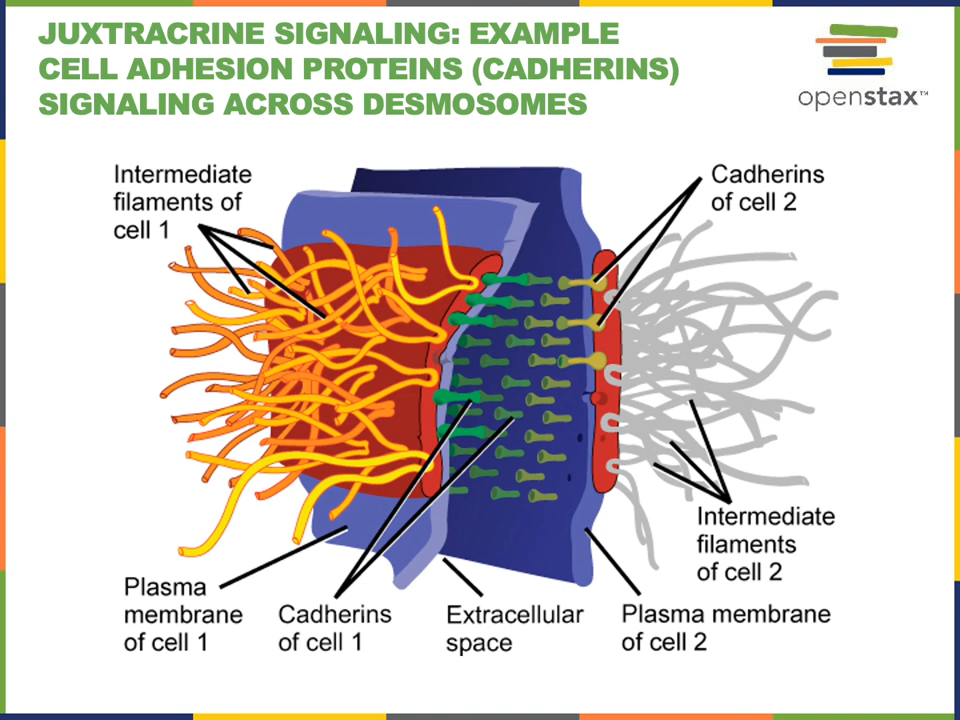 JUXTRACRINE SIGNALING: EXAMPLE
CELL ADHESION PROTEINS (CADHERINS)
SIGNALING ACROSS DESMOSOMES
openstax™
Intermediate
filaments of
cell 1
Cadherins
of cell 2
Intermediate
filaments
of cell 2
Plasma
membrane
of cell 1
Cadherins
of cell 1
Extracellular
space
Plasma membrane
of cell 2